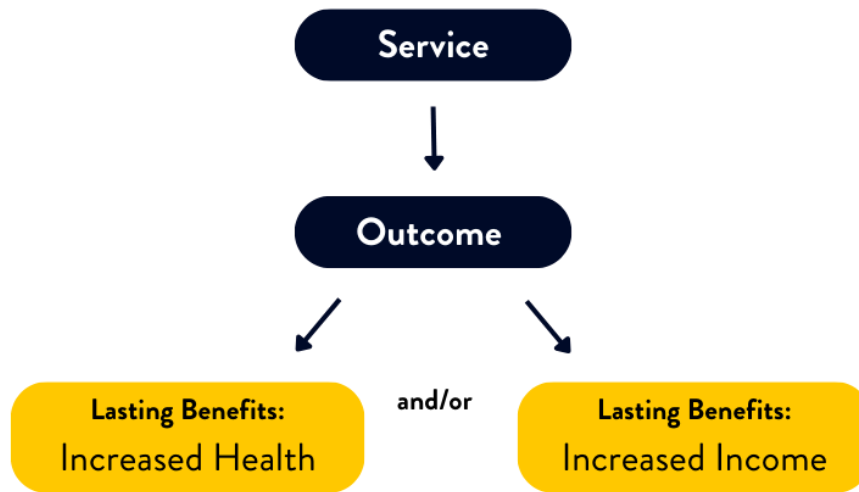 Service
Outcome
and/or
Lasting Benefits:
Increased Health
Lasting Benefits:
Increased Income